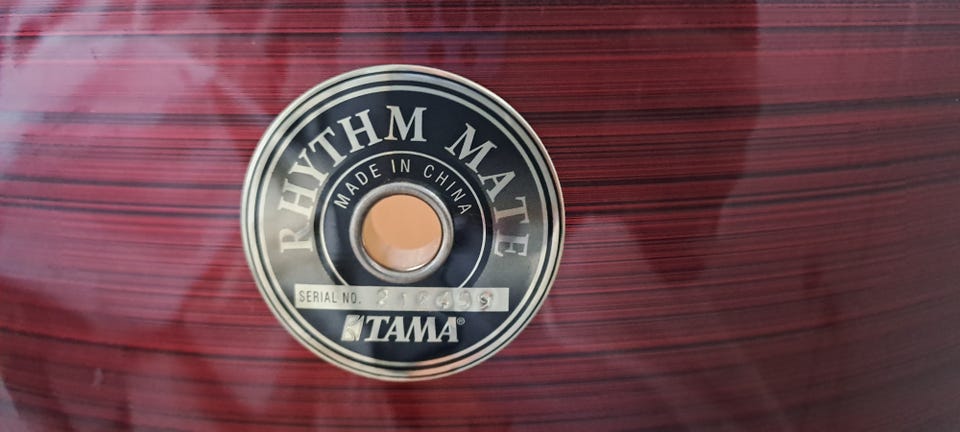 RHYTHM MATE
MADE IN CHINA
SERIAL NO.
TAMA®